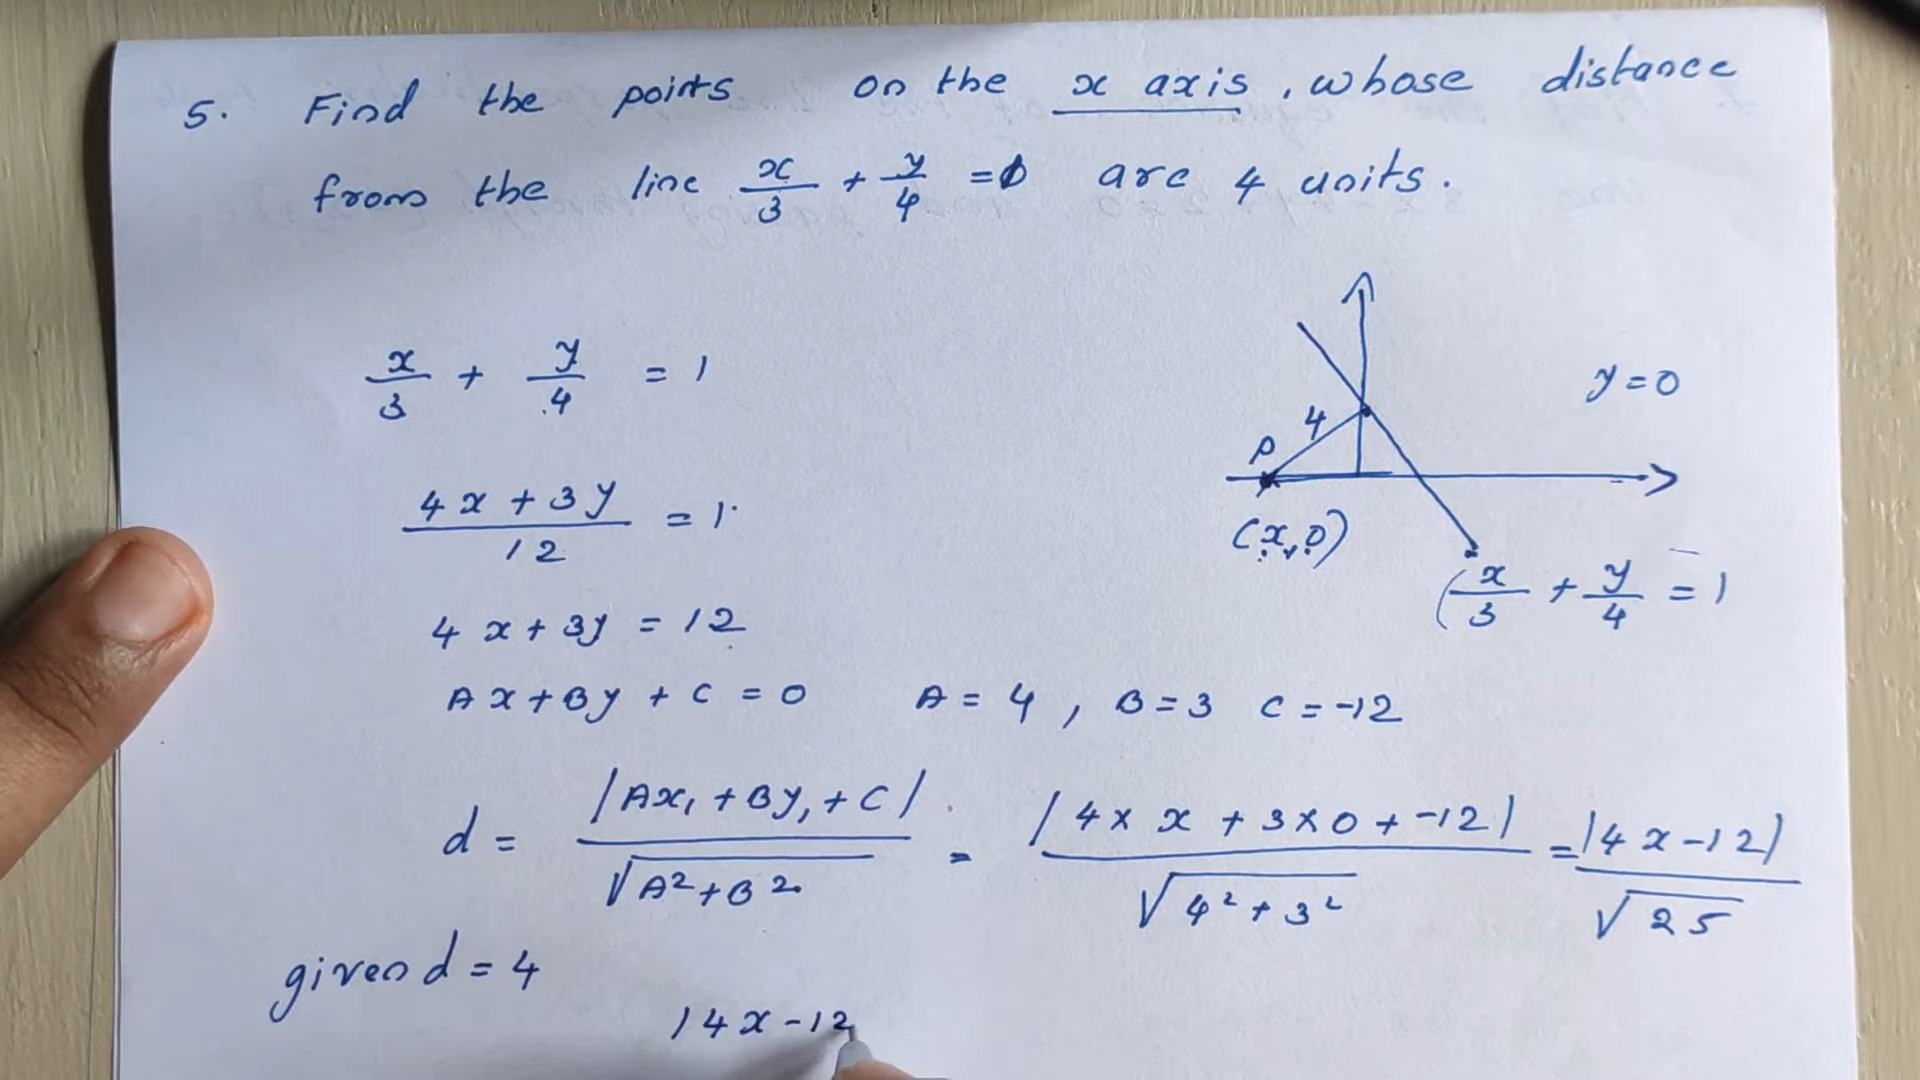 5. Find the points on the x axis, whose distance
from the line x/3 + y/4 = 1 are 4 units.
x/3 + y/4 = 1
(4x + 3y)/12 = 1
4x + 3y = 12
Ax + By + C = 0 A = 4, B = 3 C = -12
d = |Ax₁ + By₁ + C| / √(A² + B²) = |4 × x + 3 × 0 + -12| / √(4² + 3²) = |4x - 12| / √25
given d = 4
|4x - 12
y = 0
4
P
(x, 0)
(x/3 + y/4 = 1